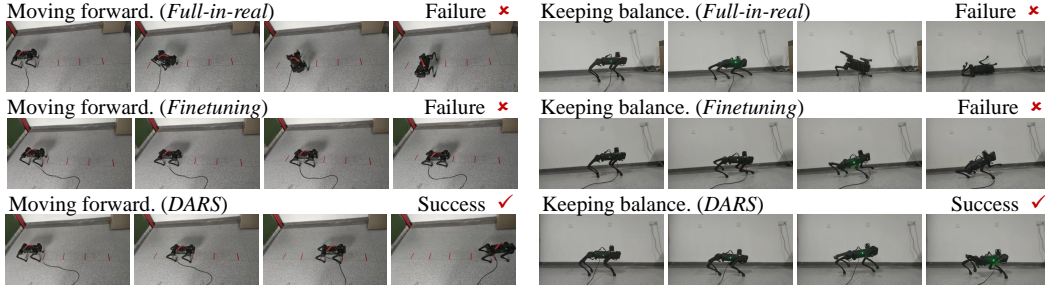 Moving forward. (Full-in-real) Failure ✘
Keeping balance. (Full-in-real) Failure ✘
Moving forward. (Finetuning) Failure ✘
Keeping balance. (Finetuning) Failure ✘
Moving forward. (DARS) Success ✓
Keeping balance. (DARS) Success ✓